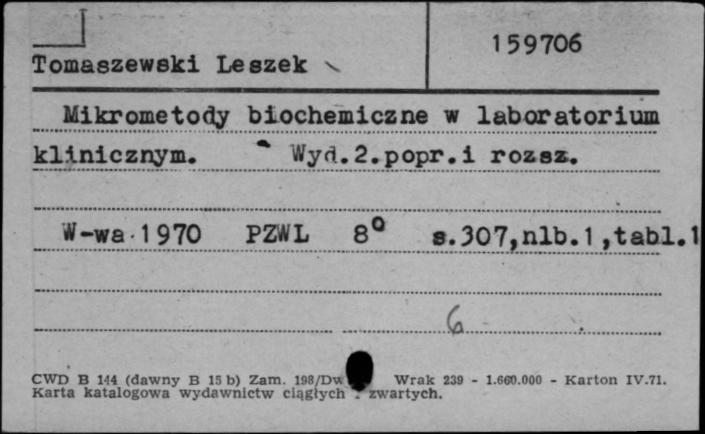 159706
Tomaszewski Leszek
Mikrometody biochemiczne w laboratorium
klinicznym. Wyd.2.popr.i rozsz.
W-wa 1970 PZWL 8° s.307,nlb.1,tabl.1
6
CWD B 144 (dawny B 15 b) Zam. 198/Dw Wrak 239 - 1.660.000 - Karton IV.71.
Karta katalogowa wydawnictw ciągłych zwartych.